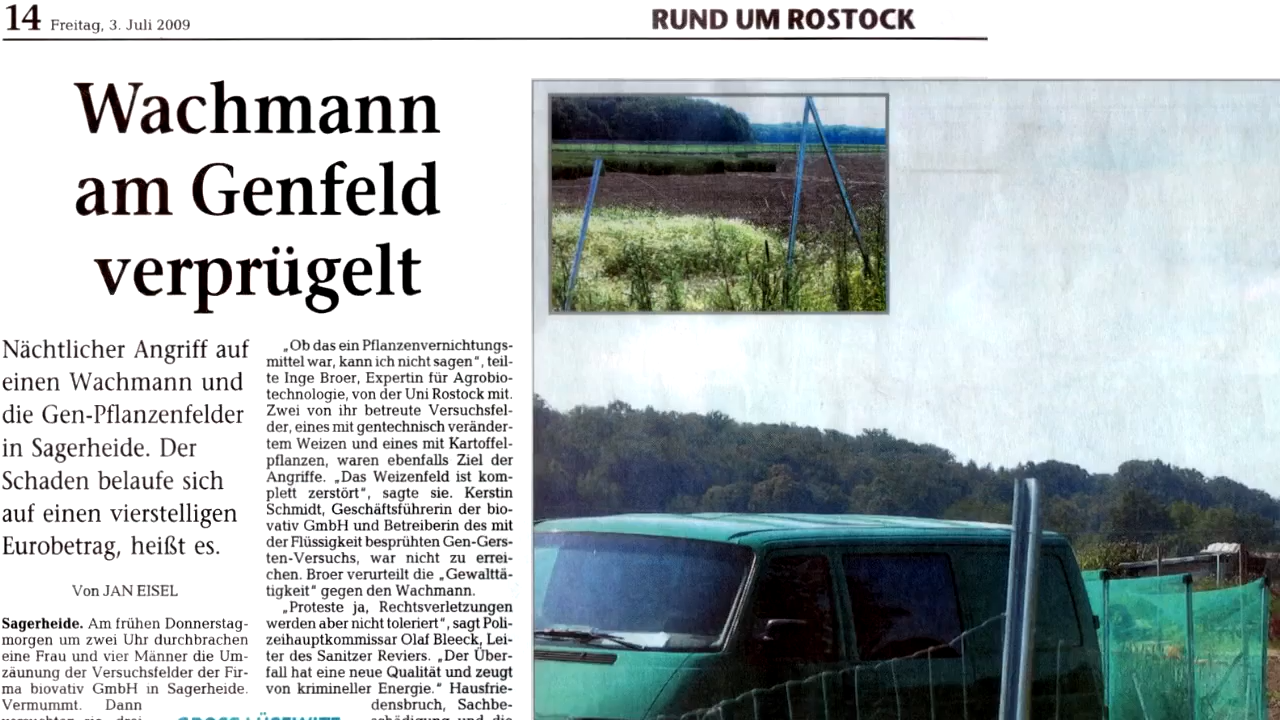 14 Freitag, 3. Juli 2009
RUND UM ROSTOCK
Wachmann
am Genfeld
verprügelt
Nächtlicher Angriff auf
einen Wachmann und
die Gen-Pflanzenfelder
in Sagerheide. Der
Schaden belaufe sich
auf einen vierstelligen
Eurobetrag, heißt es.
Von JAN EISEL
Sagerheide. Am frühen Donnerstag-
morgen um zwei Uhr durchbrachen
eine Frau und vier Männer die Um-
zäunung der Versuchsfelder der Fir-
ma biovativ GmbH in Sagerheide.
Vermummt. Dann
„Ob das ein Pflanzenvernichtungs-
mittel war, kann ich nicht sagen“, teil-
te Inge Broer, Expertin für Agrobio-
technologie, von der Uni Rostock mit.
Zwei von ihr betreute Versuchsfel-
der, eines mit gentechnisch veränder-
tem Weizen und eines mit Kartoffel-
pflanzen, waren ebenfalls Ziel der
Angriffe. „Das Weizenfeld ist kom-
plett zerstört“, sagte sie. Kerstin
Schmidt, Geschäftsführerin der bio-
vativ GmbH und Betreiberin des mit
der Flüssigkeit besprühten Gen-Gers-
ten-Versuchs, war nicht zu errei-
chen. Broer verurteilt die „Gewalttä-
tigkeit“ gegen den Wachmann.
„Proteste ja, Rechtsverletzungen
werden aber nicht toleriert“, sagt Poli-
zeihauptkommissar Olaf Bleeck, Lei-
ter des Sanitzer Reviers. „Der Über-
fall hat eine neue Qualität und zeugt
von krimineller Energie.“ Hausfrie-
densbruch, Sachbe-